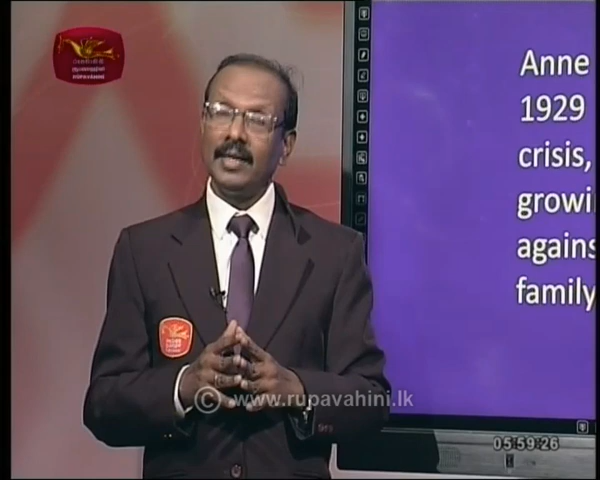 Anne
1929
crisis,
growi
agains
family
© www.rupavahini.lk
05:59:26